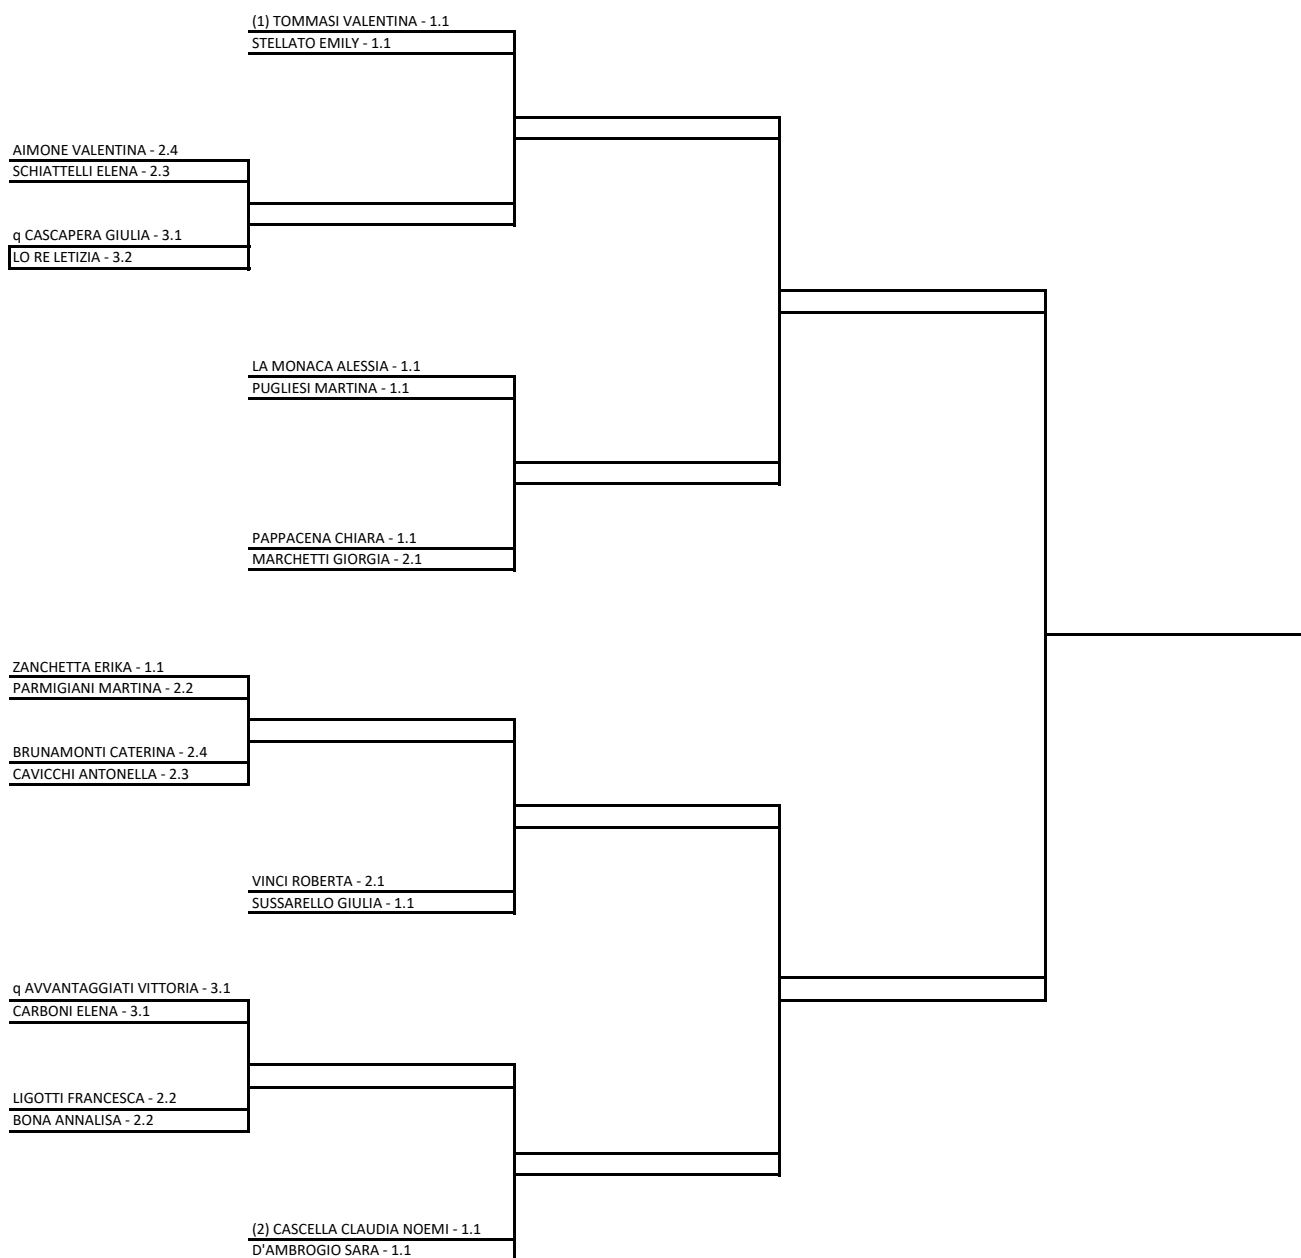 (1) TOMMASI VALENTINA - 1.1
STELLATO EMILY - 1.1
AIMONE VALENTINA - 2.4
SCHIATTELLI ELENA - 2.3
q CASCAPERA GIULIA - 3.1
LO RE LETIZIA - 3.2
LA MONACA ALESSIA - 1.1
PUGLIESI MARTINA - 1.1
PAPPACENA CHIARA - 1.1
MARCHETTI GIORGIA - 2.1
ZANCHETTA ERIKA - 1.1
PARMIGIANI MARTINA - 2.2
BRUNAMONTI CATERINA - 2.4
CAVICCHI ANTONELLA - 2.3
VINCI ROBERTA - 2.1
SUSSARELLO GIULIA - 1.1
q AVVANTAGGIATI VITTORIA - 3.1
CARBONI ELENA - 3.1
LIGOTTI FRANCESCA - 2.2
BONA ANNALISA - 2.2
(2) CASCELLA CLAUDIA NOEMI - 1.1
D'AMBROGIO SARA - 1.1